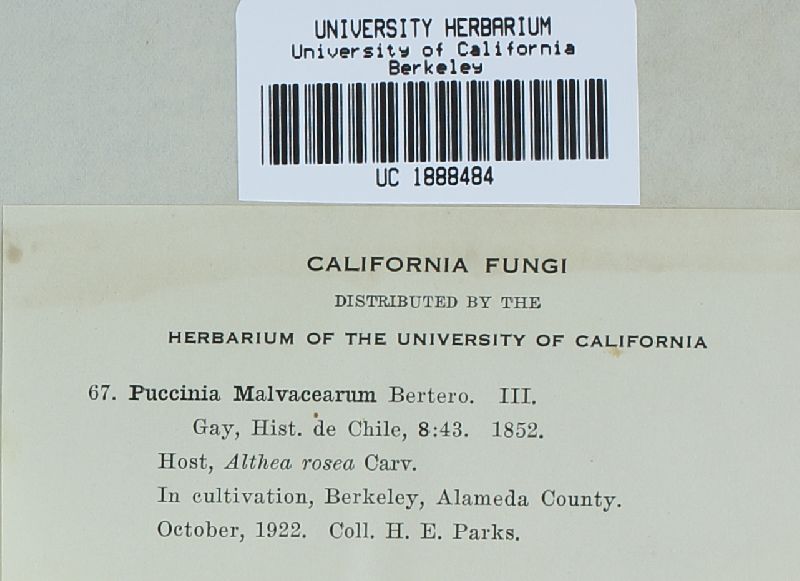 UNIVERSITY HERBARIUM
University of California
Berkeley
UC 1888484
CALIFORNIA FUNGI
DISTRIBUTED BY THE
HERBARIUM OF THE UNIVERSITY OF CALIFORNIA
67. Puccinia Malvacearum Bertero. III.
Gay, Hist. de Chile, 8:43. 1852.
Host, Althea rosea Carv.
In cultivation, Berkeley, Alameda County.
October, 1922. Coll. H. E. Parks.